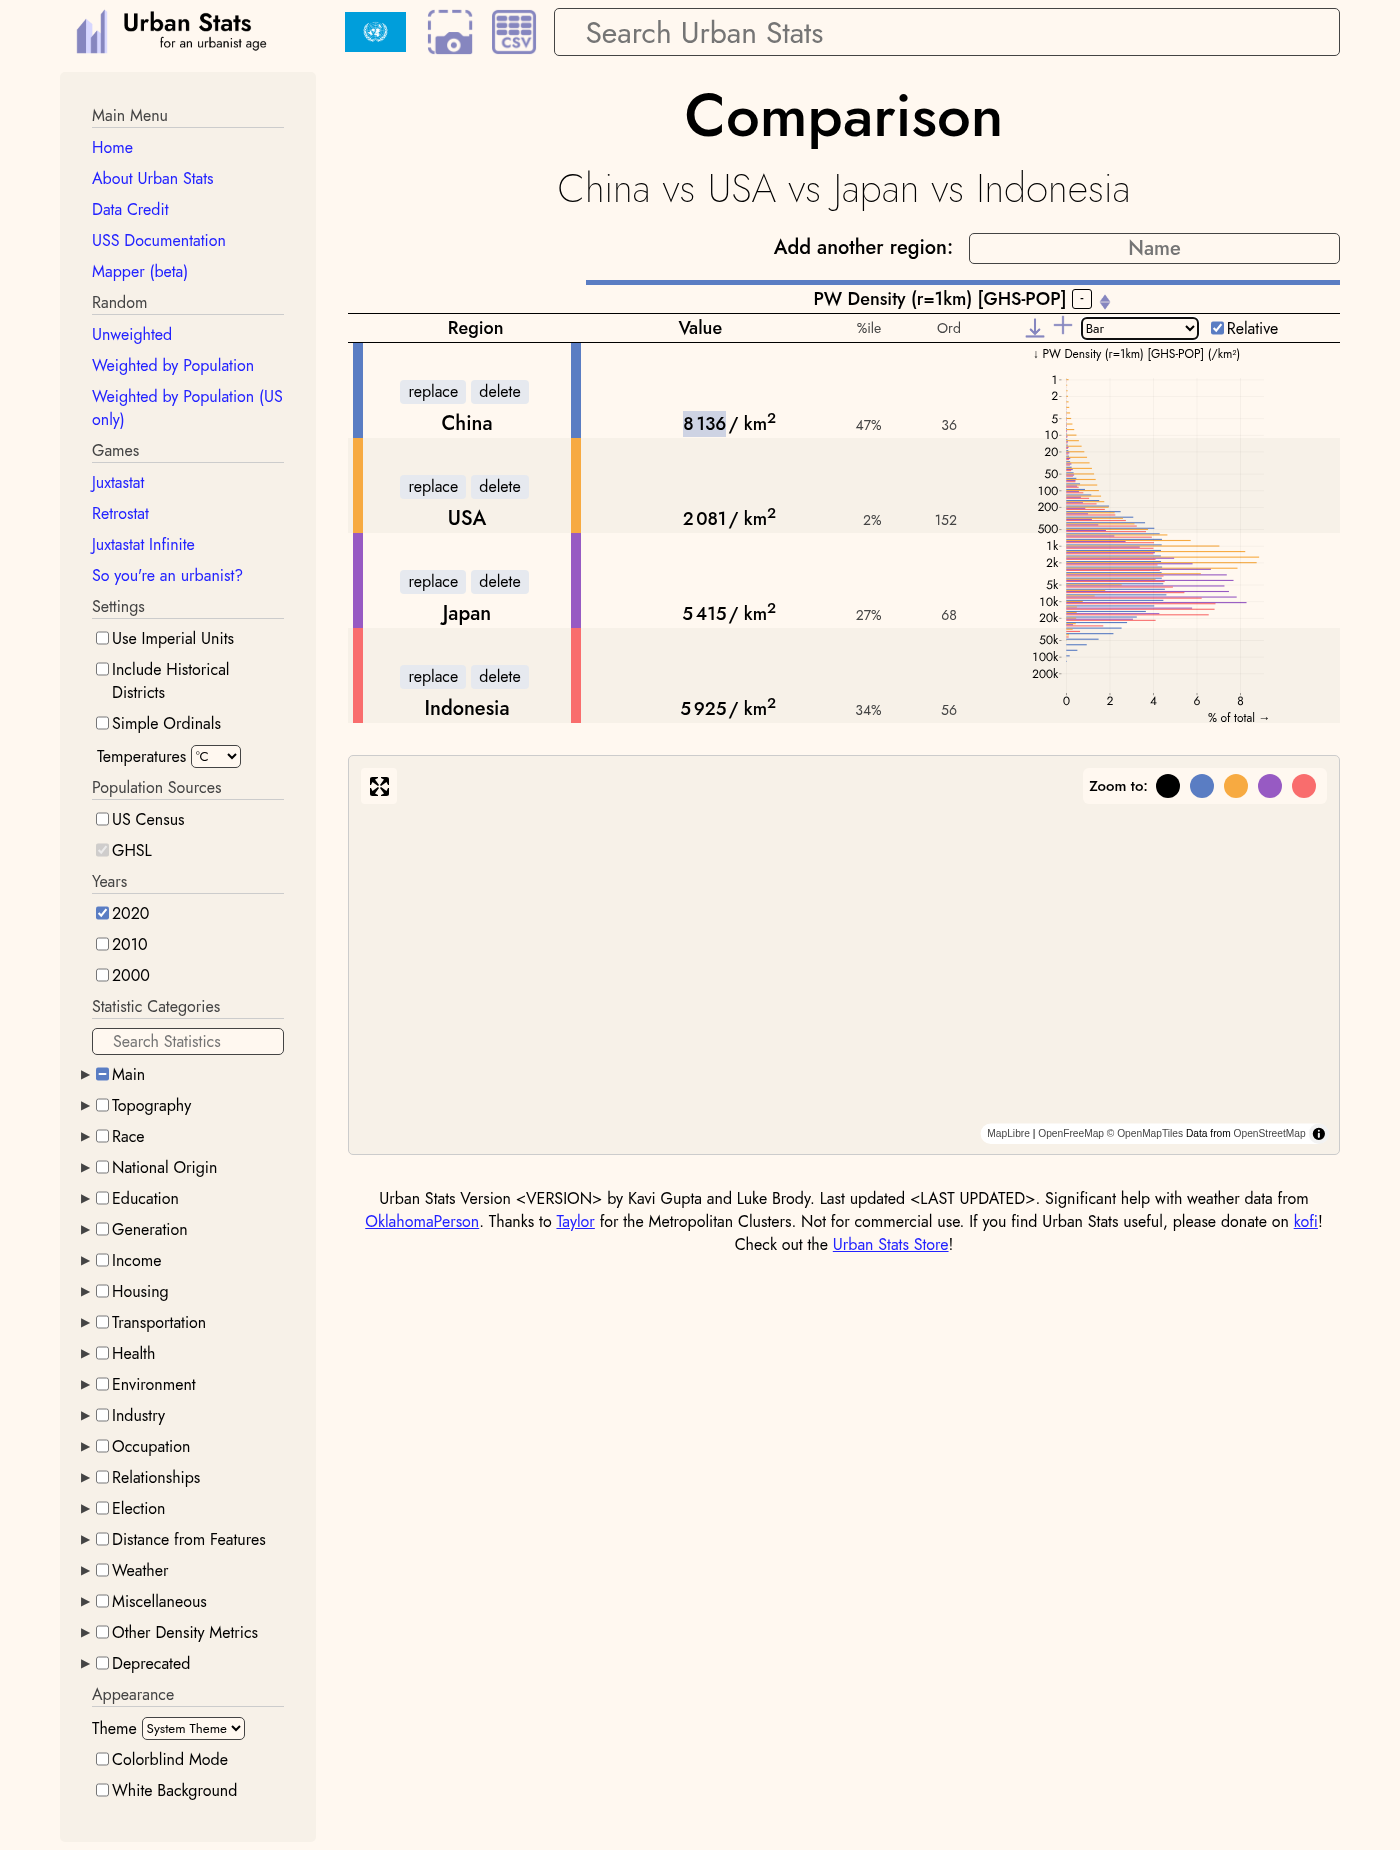 Urban Stats
for an urbanist age
CSV
Search Urban Stats
Main Menu
Home
About Urban Stats
Data Credit
USS Documentation
Mapper (beta)
Random
Unweighted
Weighted by Population
Weighted by Population (US
only)
Games
Juxtastat
Retrostat
Juxtastat Infinite
So you're an urbanist?
Settings
Use Imperial Units
Include Historical
Districts
Simple Ordinals
Temperatures °C
Population Sources
US Census
GHSL
Years
2020
2010
2000
Statistic Categories
Search Statistics
Main
Topography
Race
National Origin
Education
Generation
Income
Housing
Transportation
Health
Environment
Industry
Occupation
Relationships
Election
Distance from Features
Weather
Miscellaneous
Other Density Metrics
Deprecated
Appearance
Theme System Theme
Colorblind Mode
White Background
Comparison
China vs USA vs Japan vs Indonesia
Add another region: Name
PW Density (r=1km) [GHS-POP] -
Region Value %ile Ord Bar Relative
replace delete
China 8 136 / km² 47% 36
replace delete
USA 2 081 / km² 2% 152
replace delete
Japan 5 415 / km² 27% 68
replace delete
Indonesia 5 925 / km² 34% 56
↓ PW Density (r=1km) [GHS-POP] (/km²)
1
2
5
10
20
50
100
200
500
1k
2k
5k
10k
20k
50k
100k
200k
0 2 4 6 8
% of total →
Zoom to:
MapLibre | OpenFreeMap © OpenMapTiles Data from OpenStreetMap
Urban Stats Version <VERSION> by Kavi Gupta and Luke Brody. Last updated <LAST UPDATED>. Significant help with weather data from
OklahomaPerson. Thanks to Taylor for the Metropolitan Clusters. Not for commercial use. If you find Urban Stats useful, please donate on kofi!
Check out the Urban Stats Store!